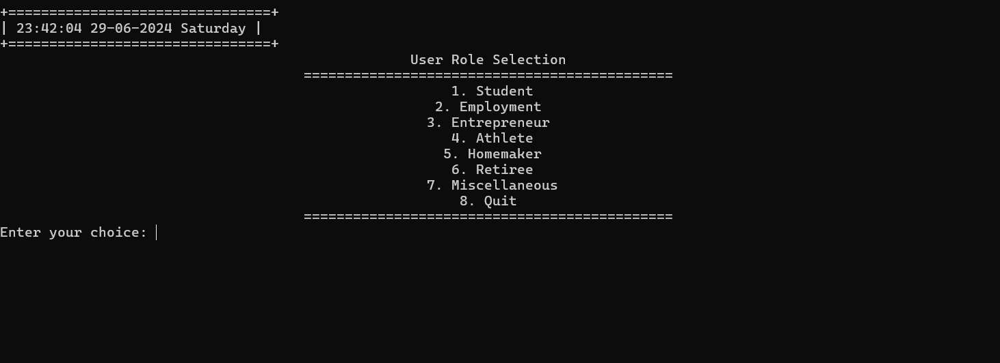 +================================+
| 23:42:04 29-06-2024 Saturday |
+================================+
User Role Selection
=============================================
1. Student
2. Employment
3. Entrepreneur
4. Athlete
5. Homemaker
6. Retiree
7. Miscellaneous
8. Quit
=============================================
Enter your choice: